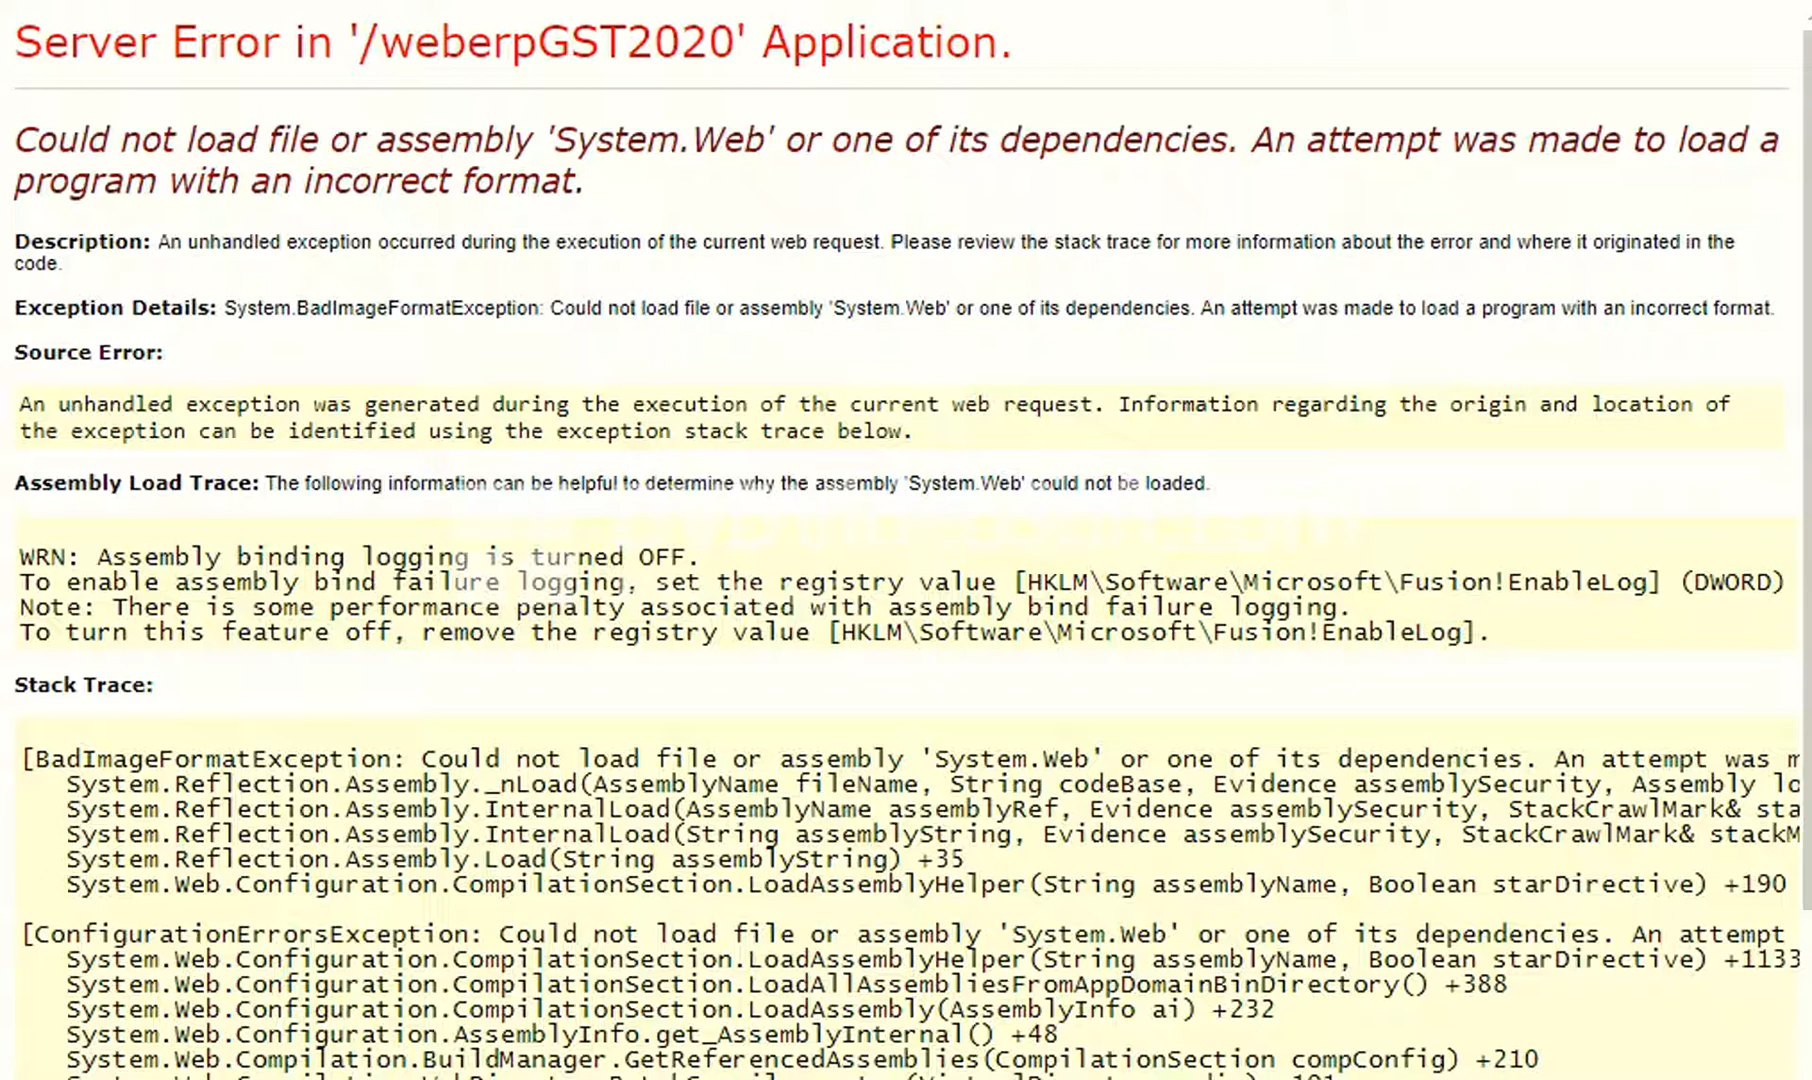 Server Error in '/weberpGST2020' Application.
Could not load file or assembly 'System.Web' or one of its dependencies. An attempt was made to load a
program with an incorrect format.
Description: An unhandled exception occurred during the execution of the current web request. Please review the stack trace for more information about the error and where it originated in the
code.
Exception Details: System.BadImageFormatException: Could not load file or assembly 'System.Web' or one of its dependencies. An attempt was made to load a program with an incorrect format.
Source Error:
An unhandled exception was generated during the execution of the current web request. Information regarding the origin and location of
the exception can be identified using the exception stack trace below.
Assembly Load Trace: The following information can be helpful to determine why the assembly 'System.Web' could not be loaded.
WRN: Assembly binding logging is turned OFF.
To enable assembly bind failure logging, set the registry value [HKLM\Software\Microsoft\Fusion!EnableLog] (DWORD)
Note: There is some performance penalty associated with assembly bind failure logging.
To turn this feature off, remove the registry value [HKLM\Software\Microsoft\Fusion!EnableLog].
Stack Trace:
[BadImageFormatException: Could not load file or assembly 'System.Web' or one of its dependencies. An attempt was
System.Reflection.Assembly._nLoad(AssemblyName fileName, String codeBase, Evidence assemblySecurity, Assembly lo
System.Reflection.Assembly.InternalLoad(AssemblyName assemblyRef, Evidence assemblySecurity, StackCrawlMark& sta
System.Reflection.Assembly.InternalLoad(String assemblyString, Evidence assemblySecurity, StackCrawlMark& stackM
System.Reflection.Assembly.Load(String assemblyString) +35
System.Web.Configuration.CompilationSection.LoadAssemblyHelper(String assemblyName, Boolean starDirective) +190
[ConfigurationErrorsException: Could not load file or assembly 'System.Web' or one of its dependencies. An attempt
System.Web.Configuration.CompilationSection.LoadAssemblyHelper(String assemblyName, Boolean starDirective) +1133
System.Web.Configuration.CompilationSection.LoadAllAssembliesFromAppDomainBinDirectory() +388
System.Web.Configuration.CompilationSection.LoadAssembly(AssemblyInfo ai) +232
System.Web.Configuration.AssemblyInfo.get_AssemblyInternal() +48
System.Web.Compilation.BuildManager.GetReferencedAssemblies(CompilationSection compConfig) +210